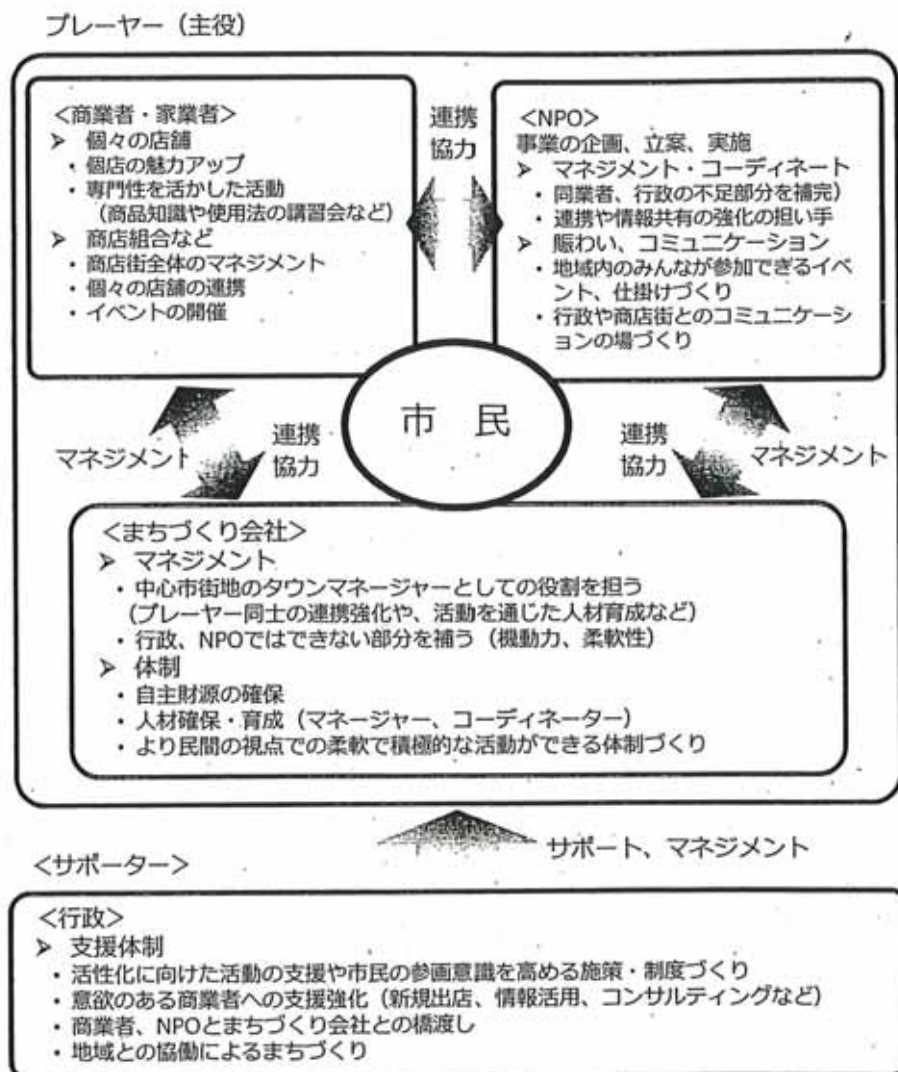 プレーヤー（主役）
＜商業者・家業者＞
➢ 個々の店舗
・個店の魅力アップ
・専門性を活かした活動
（商品知識や使用法の講習会など）
➢ 商店組合など
・商店街全体のマネジメント
・個々の店舗の連携
・イベントの開催
連携
協力
＜NPO＞
事業の企画、立案、実施
➢ マネジメント・コーディネート
・同業者、行政の不足部分を補完）
・連携や情報共有の強化の担い手
➢ 賑わい、コミュニケーション
・地域内のみんなが参加できるイベ
ント、仕掛けづくり
・行政や商店街とのコミュニケーシ
ョンの場づくり
市 民
マネジメント
連携
協力
連携
協力
マネジメント
＜まちづくり会社＞
➢ マネジメント
・中心市街地のタウンマネージャーとしての役割を担う
（プレーヤー同士の連携強化や、活動を通じた人材育成など）
・行政、NPOではできない部分を補う（機動力、柔軟性）
➢ 体制
・自主財源の確保
・人材確保・育成（マネージャー、コーディネーター）
・より民間の視点での柔軟で積極的な活動ができる体制づくり
サポート、マネジメント
＜サポーター＞
＜行政＞
➢ 支援体制
・活性化に向けた活動の支援や市民の参画意識を高める施策・制度づくり
・意欲のある商業者への支援強化（新規出店、情報活用、コンサルティングなど）
・商業者、NPOとまちづくり会社との橋渡し
・地域との協働によるまちづくり